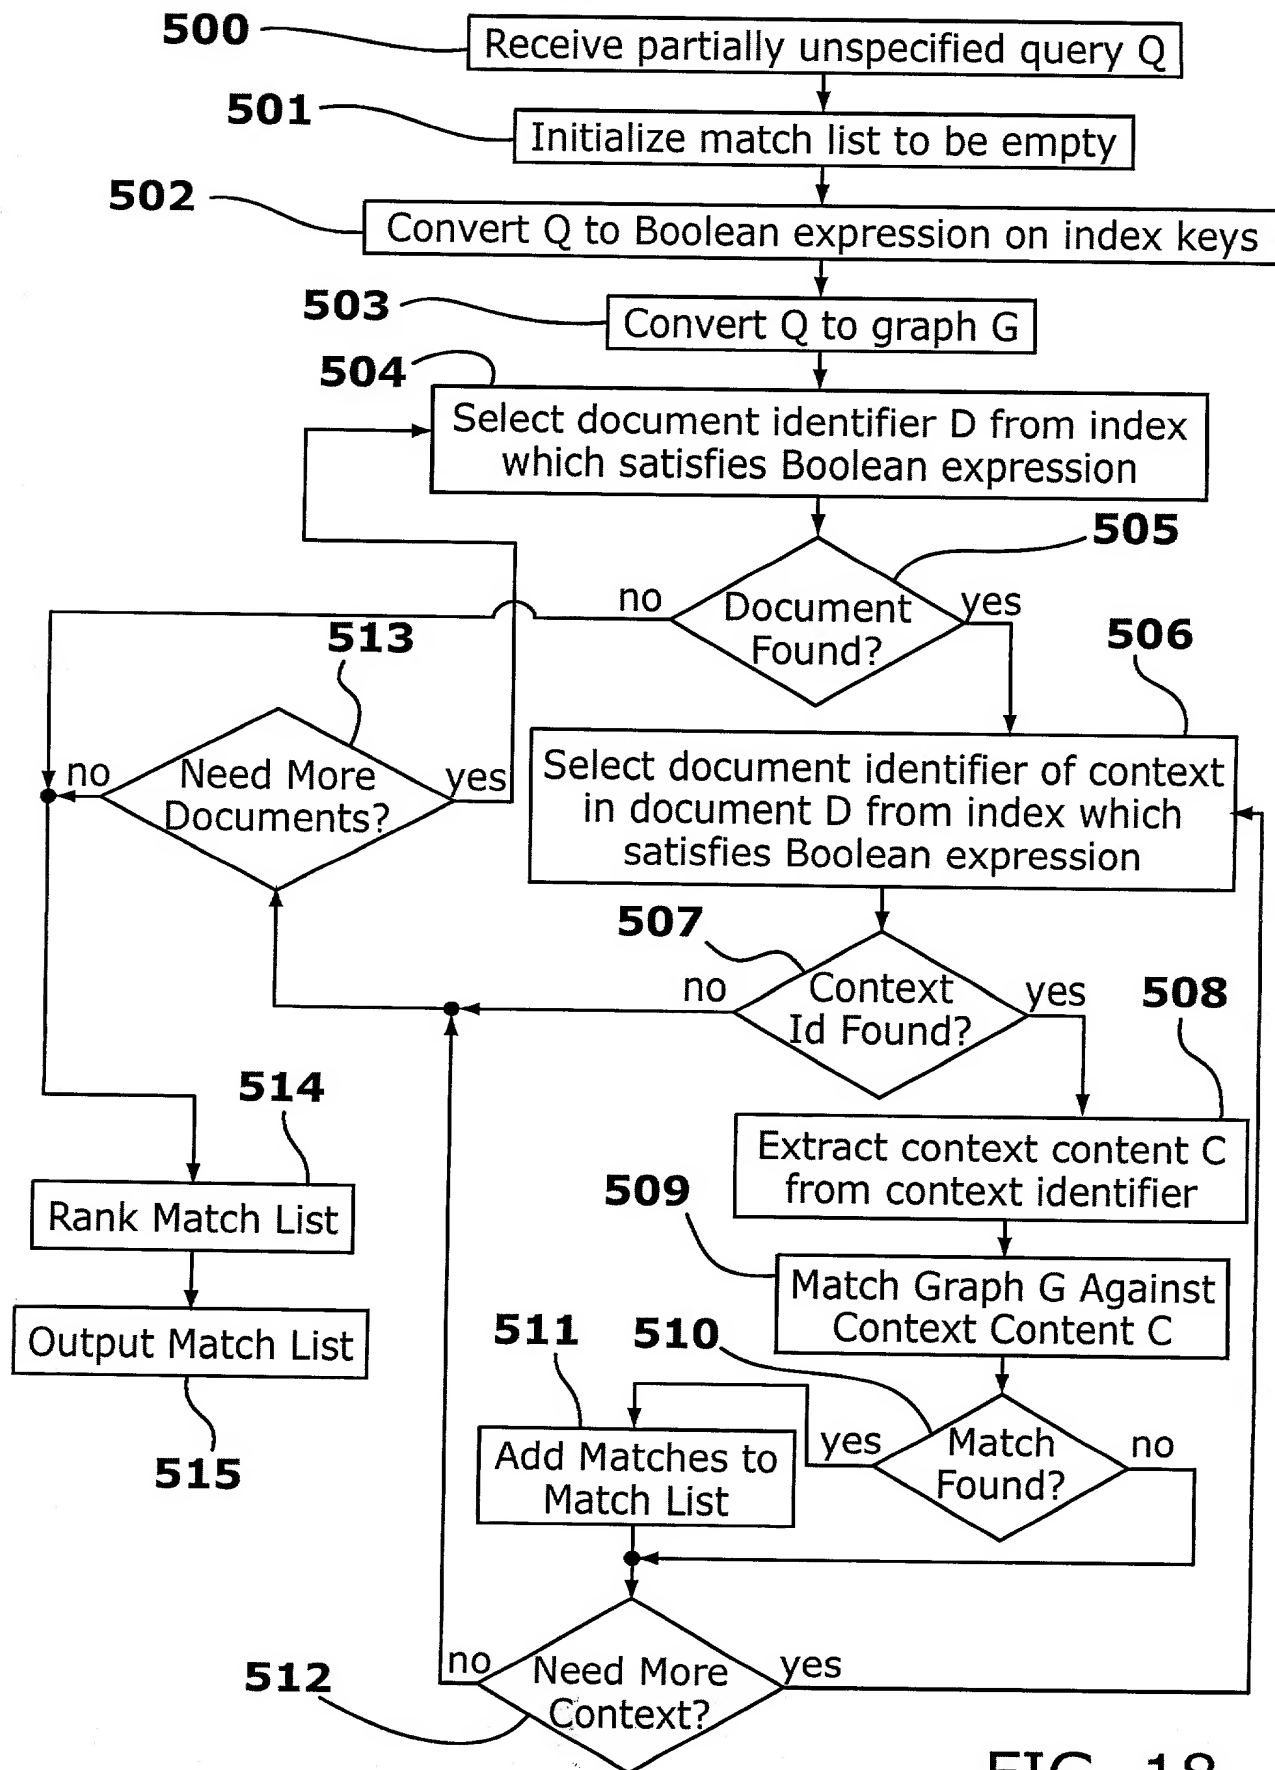 500
Receive partially unspecified query Q
501
Initialize match list to be empty
502
Convert Q to Boolean expression on index keys
503
Convert Q to graph G
504
Select document identifier D from index
which satisfies Boolean expression
505
no
Document
Found?
yes
506
513
no
Need More
Documents?
yes
Select document identifier of context
in document D from index which
satisfies Boolean expression
507
no
Context
Id Found?
yes
508
514
Extract context content C
from context identifier
Rank Match List
509
Match Graph G Against
Context Content C
Output Match List
511
510
515
Add Matches to
Match List
yes
Match
Found?
no
512
no
Need More
Context?
yes
FIG. 18